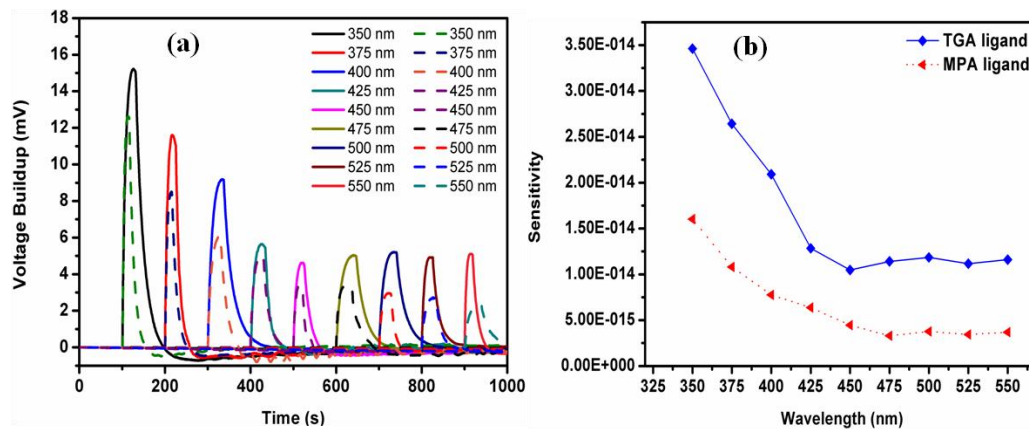 (a)
Voltage Buildup (mV)
18
16
14
12
10
8
6
4
2
0
350 nm 350 nm
375 nm 375 nm
400 nm 400 nm
425 nm 425 nm
450 nm 450 nm
475 nm 475 nm
500 nm 500 nm
525 nm 525 nm
550 nm 550 nm
0 200 400 600 800 1000
Time (s)
(b)
TGA ligand
MPA ligand
Sensitivity
3.50E-014
3.00E-014
2.50E-014
2.00E-014
1.50E-014
1.00E-014
5.00E-015
0.00E+000
325 350 375 400 425 450 475 500 525 550
Wavelength (nm)